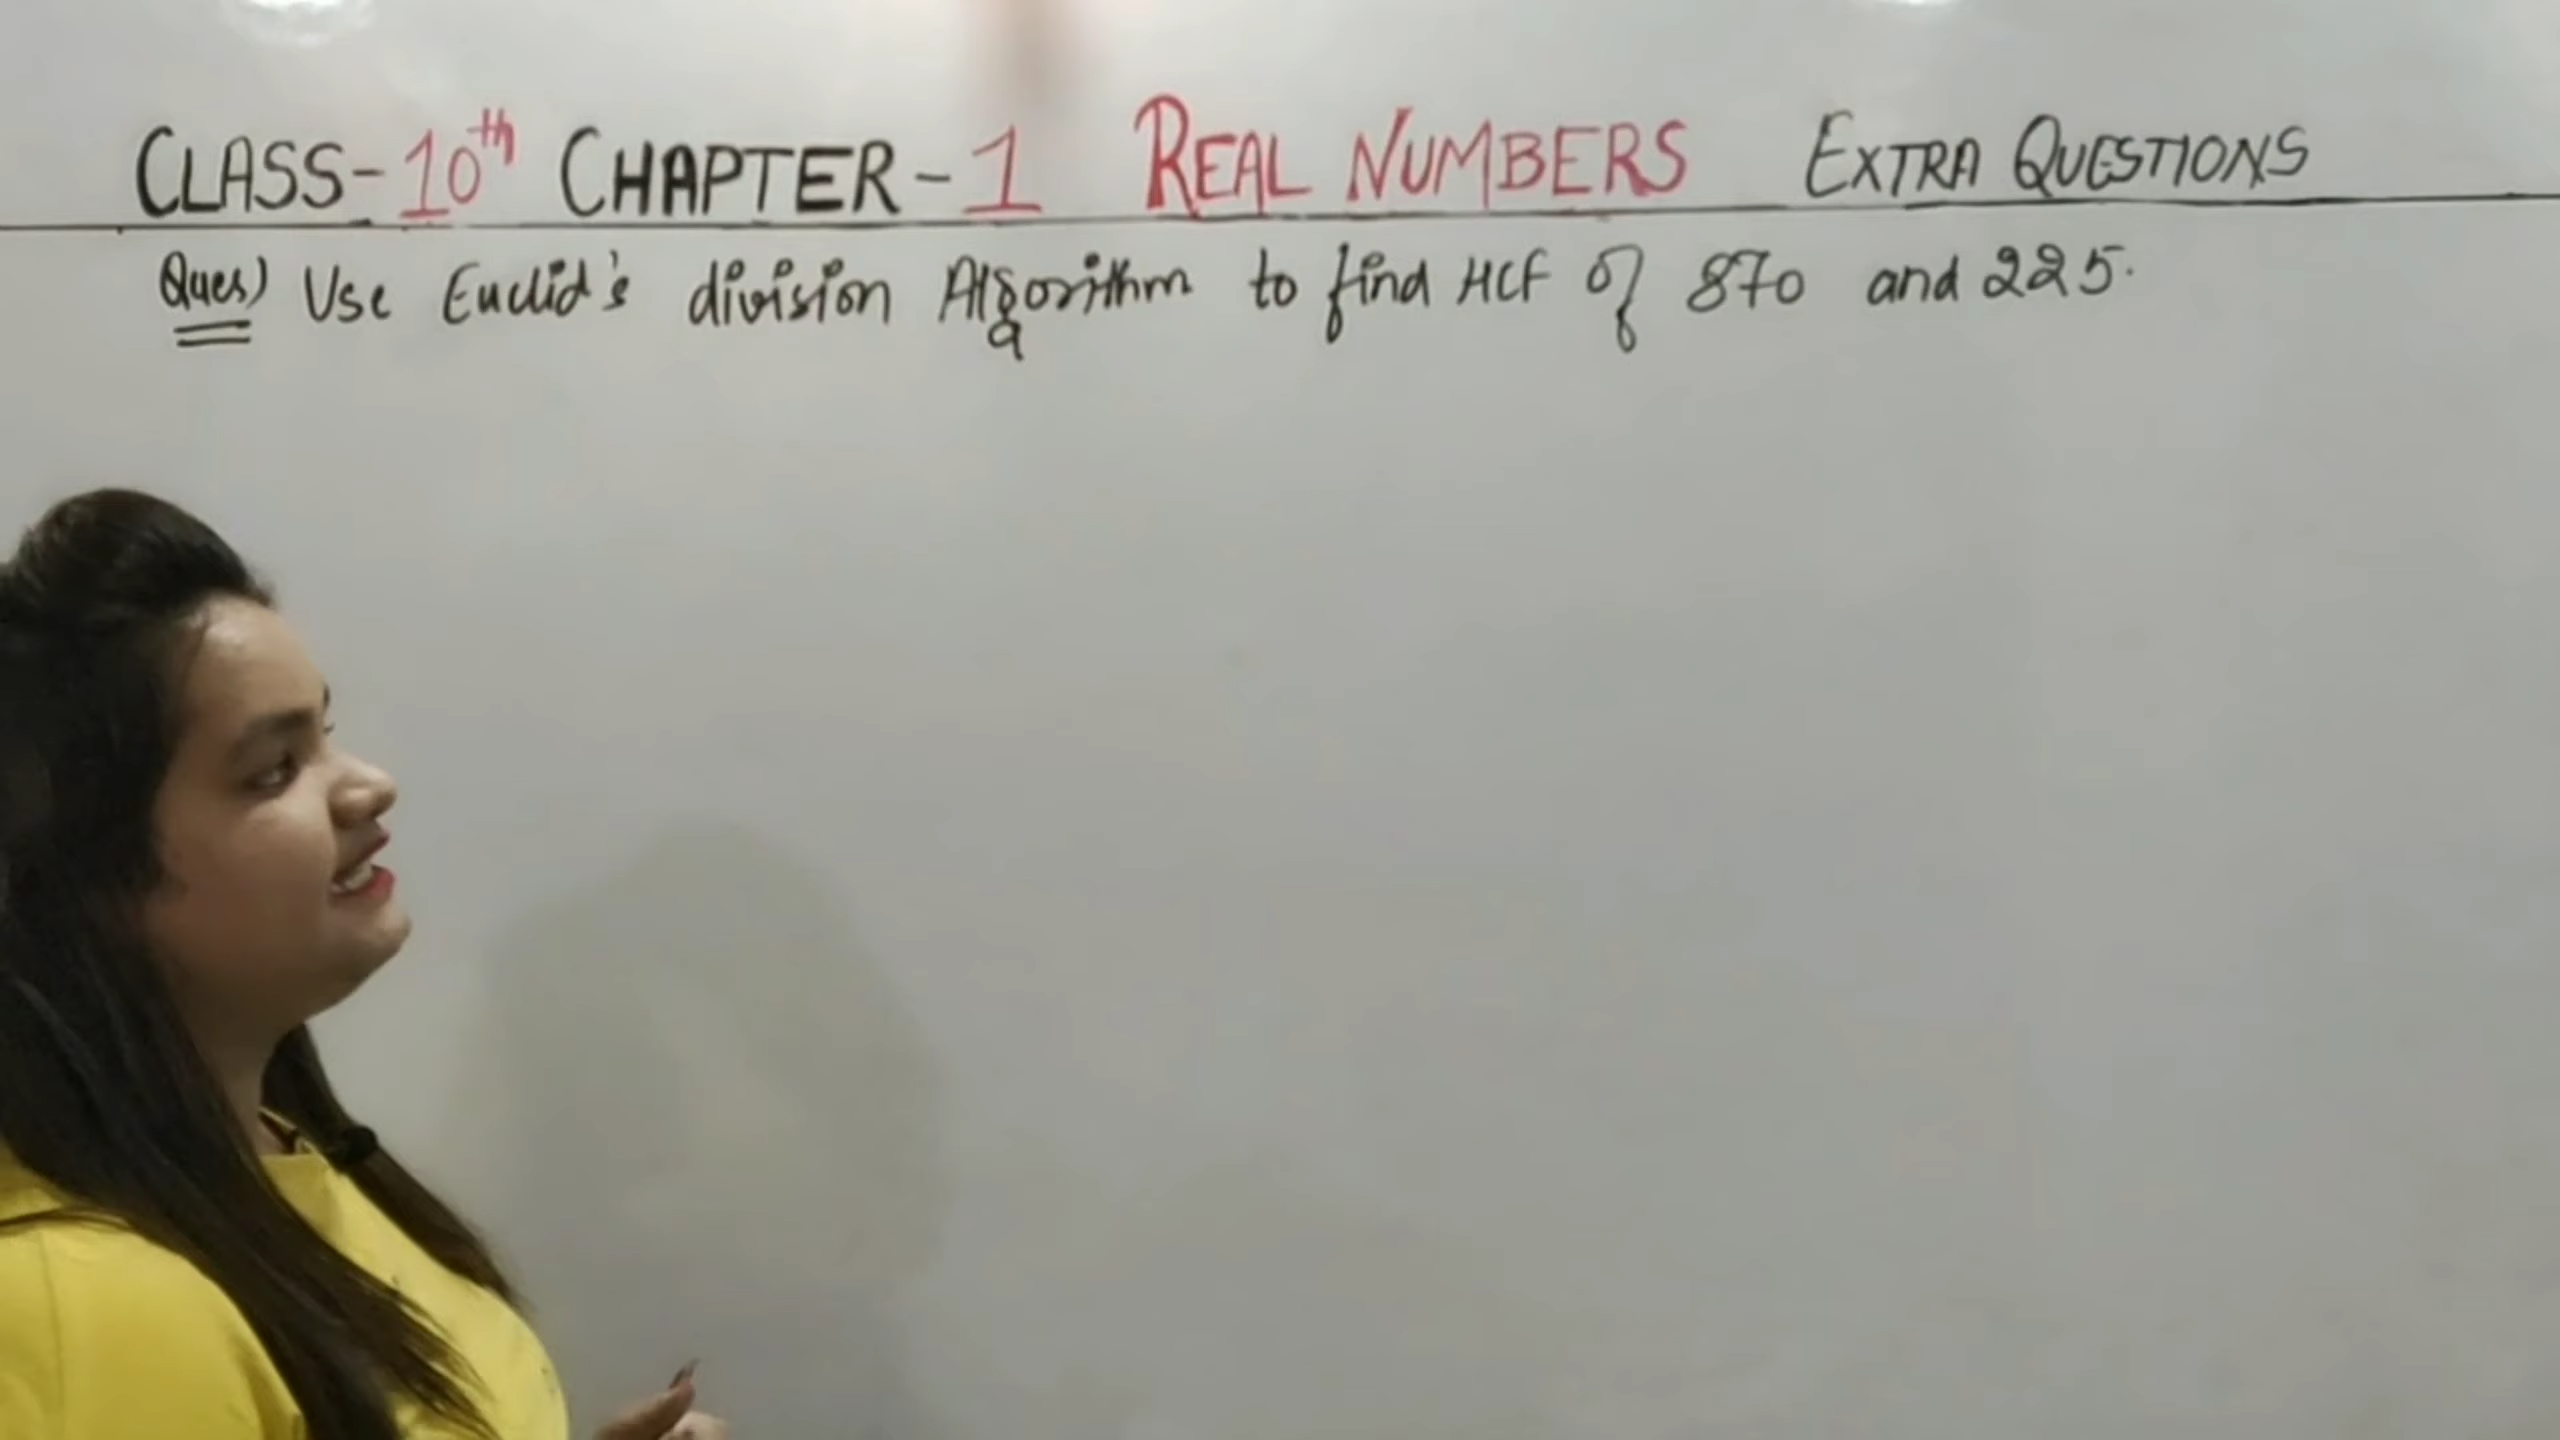 CLASS-10th CHAPTER-1 REAL NUMBERS EXTRA QUESTIONS
Ques) Use Euclid's division Algorithm to find HCF of 870 and 225.